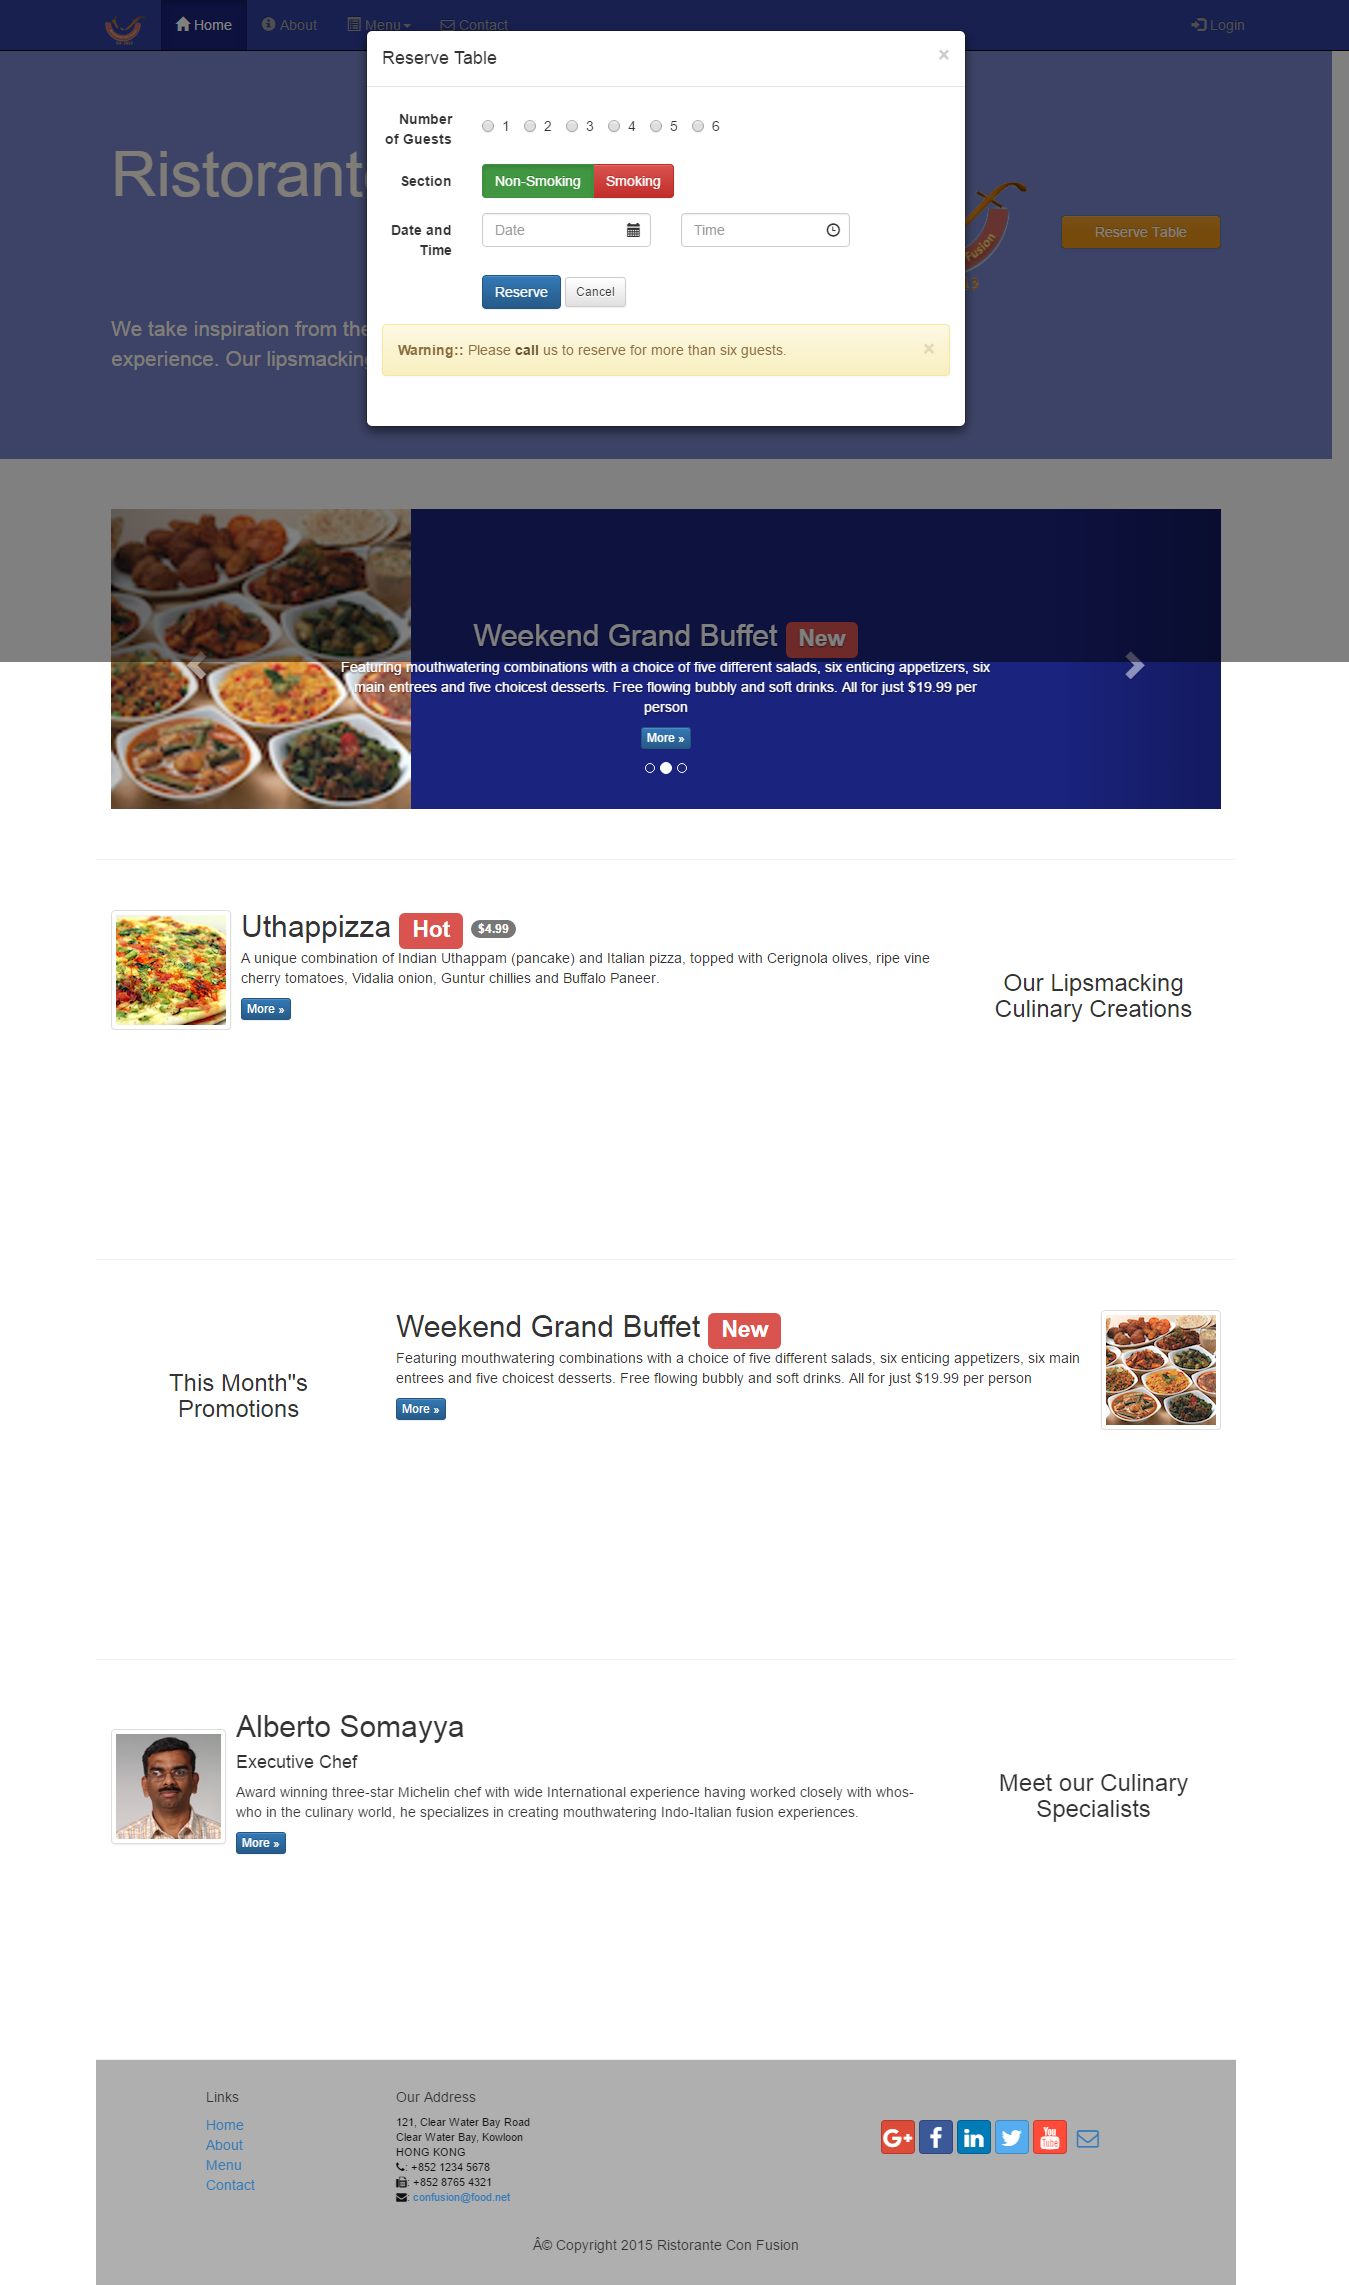 Home
About
Menu
Contact
Login
Reserve Table
×
Number
of Guests
1 2 3 4 5 6
Section
Non-Smoking Smoking
Date and
Time
Date
Time
Reserve
Cancel
Warning:: Please call us to reserve for more than six guests.
×
Fusion
Reserve Table
We take inspiration from the
experience. Our lipsmacking
Weekend Grand Buffet New
Featuring mouthwatering combinations with a choice of five different salads, six enticing appetizers, six
main entrees and five choicest desserts. Free flowing bubbly and soft drinks. All for just $19.99 per
person
More »
Uthappizza Hot $4.99
A unique combination of Indian Uthappam (pancake) and Italian pizza, topped with Cerignola olives, ripe vine
cherry tomatoes, Vidalia onion, Guntur chillies and Buffalo Paneer.
More »
Our Lipsmacking
Culinary Creations
This Month"s
Promotions
Weekend Grand Buffet New
Featuring mouthwatering combinations with a choice of five different salads, six enticing appetizers, six main
entrees and five choicest desserts. Free flowing bubbly and soft drinks. All for just $19.99 per person
More »
Alberto Somayya
Executive Chef
Award winning three-star Michelin chef with wide International experience having worked closely with whos-
who in the culinary world, he specializes in creating mouthwatering Indo-Italian fusion experiences.
More »
Meet our Culinary
Specialists
Links
Home
About
Menu
Contact
Our Address
121, Clear Water Bay Road
Clear Water Bay, Kowloon
HONG KONG
: +852 1234 5678
: +852 8765 4321
: confusion@food.net
G+ f in You Tube
Â© Copyright 2015 Ristorante Con Fusion